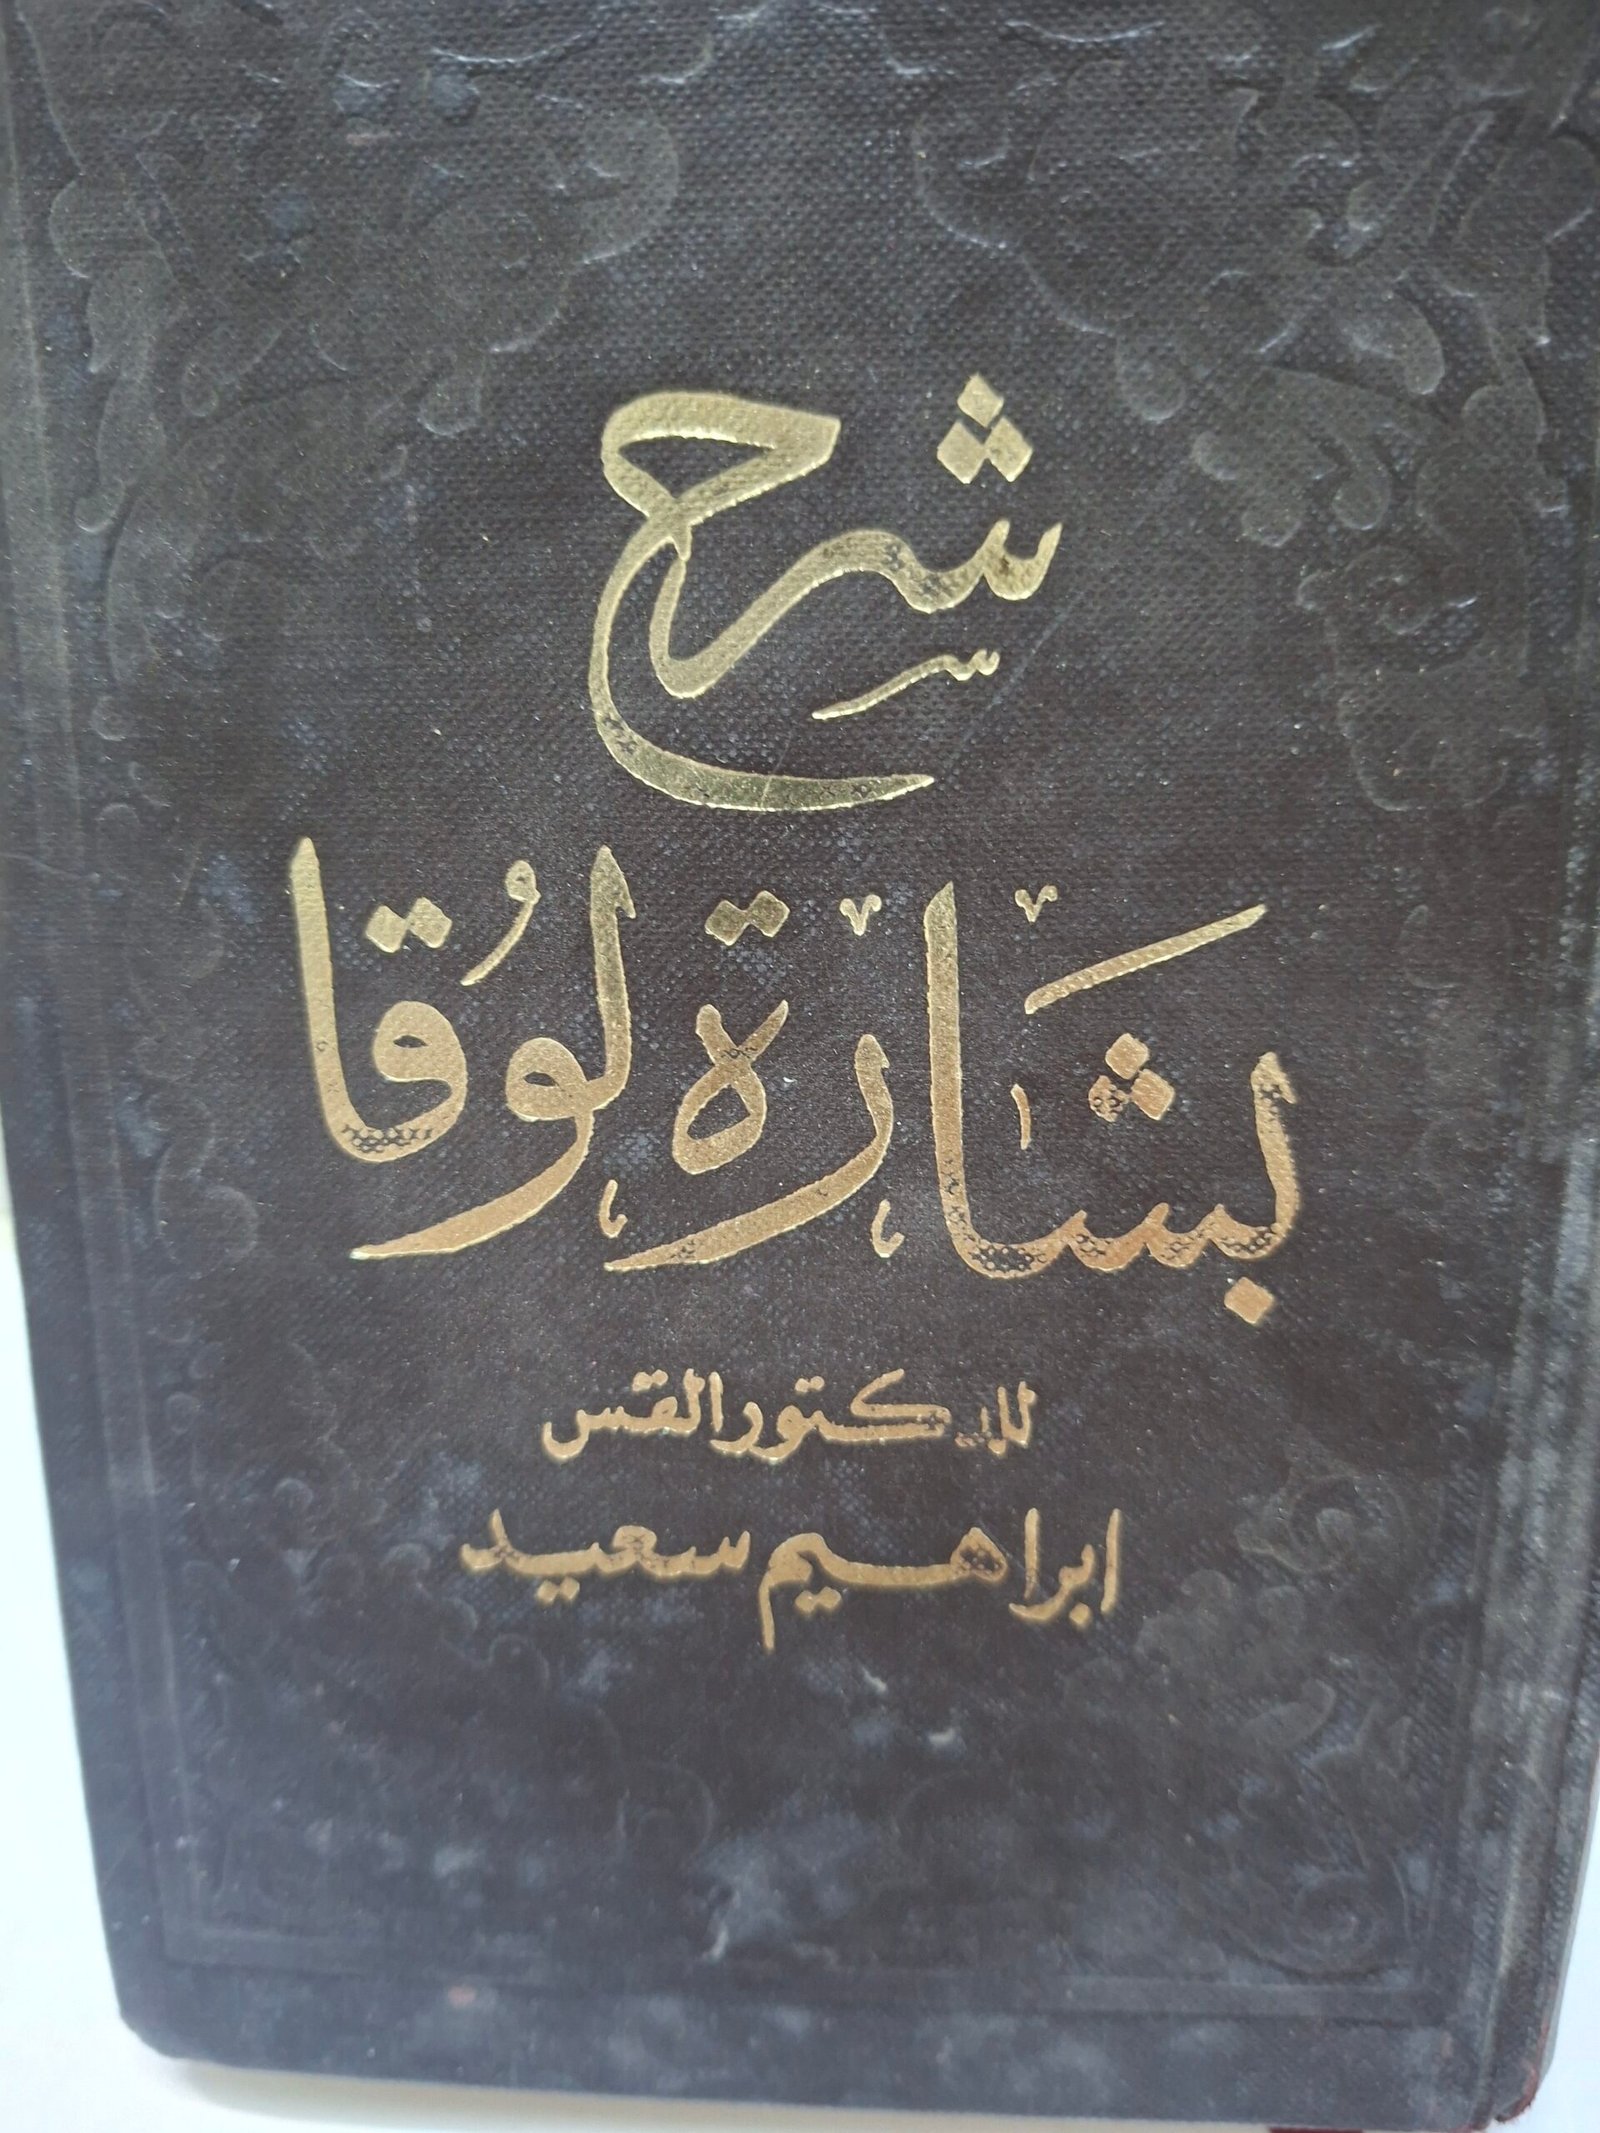 شرح
بشارة لوقا
للدكتور القس
ابراهيم سعيد